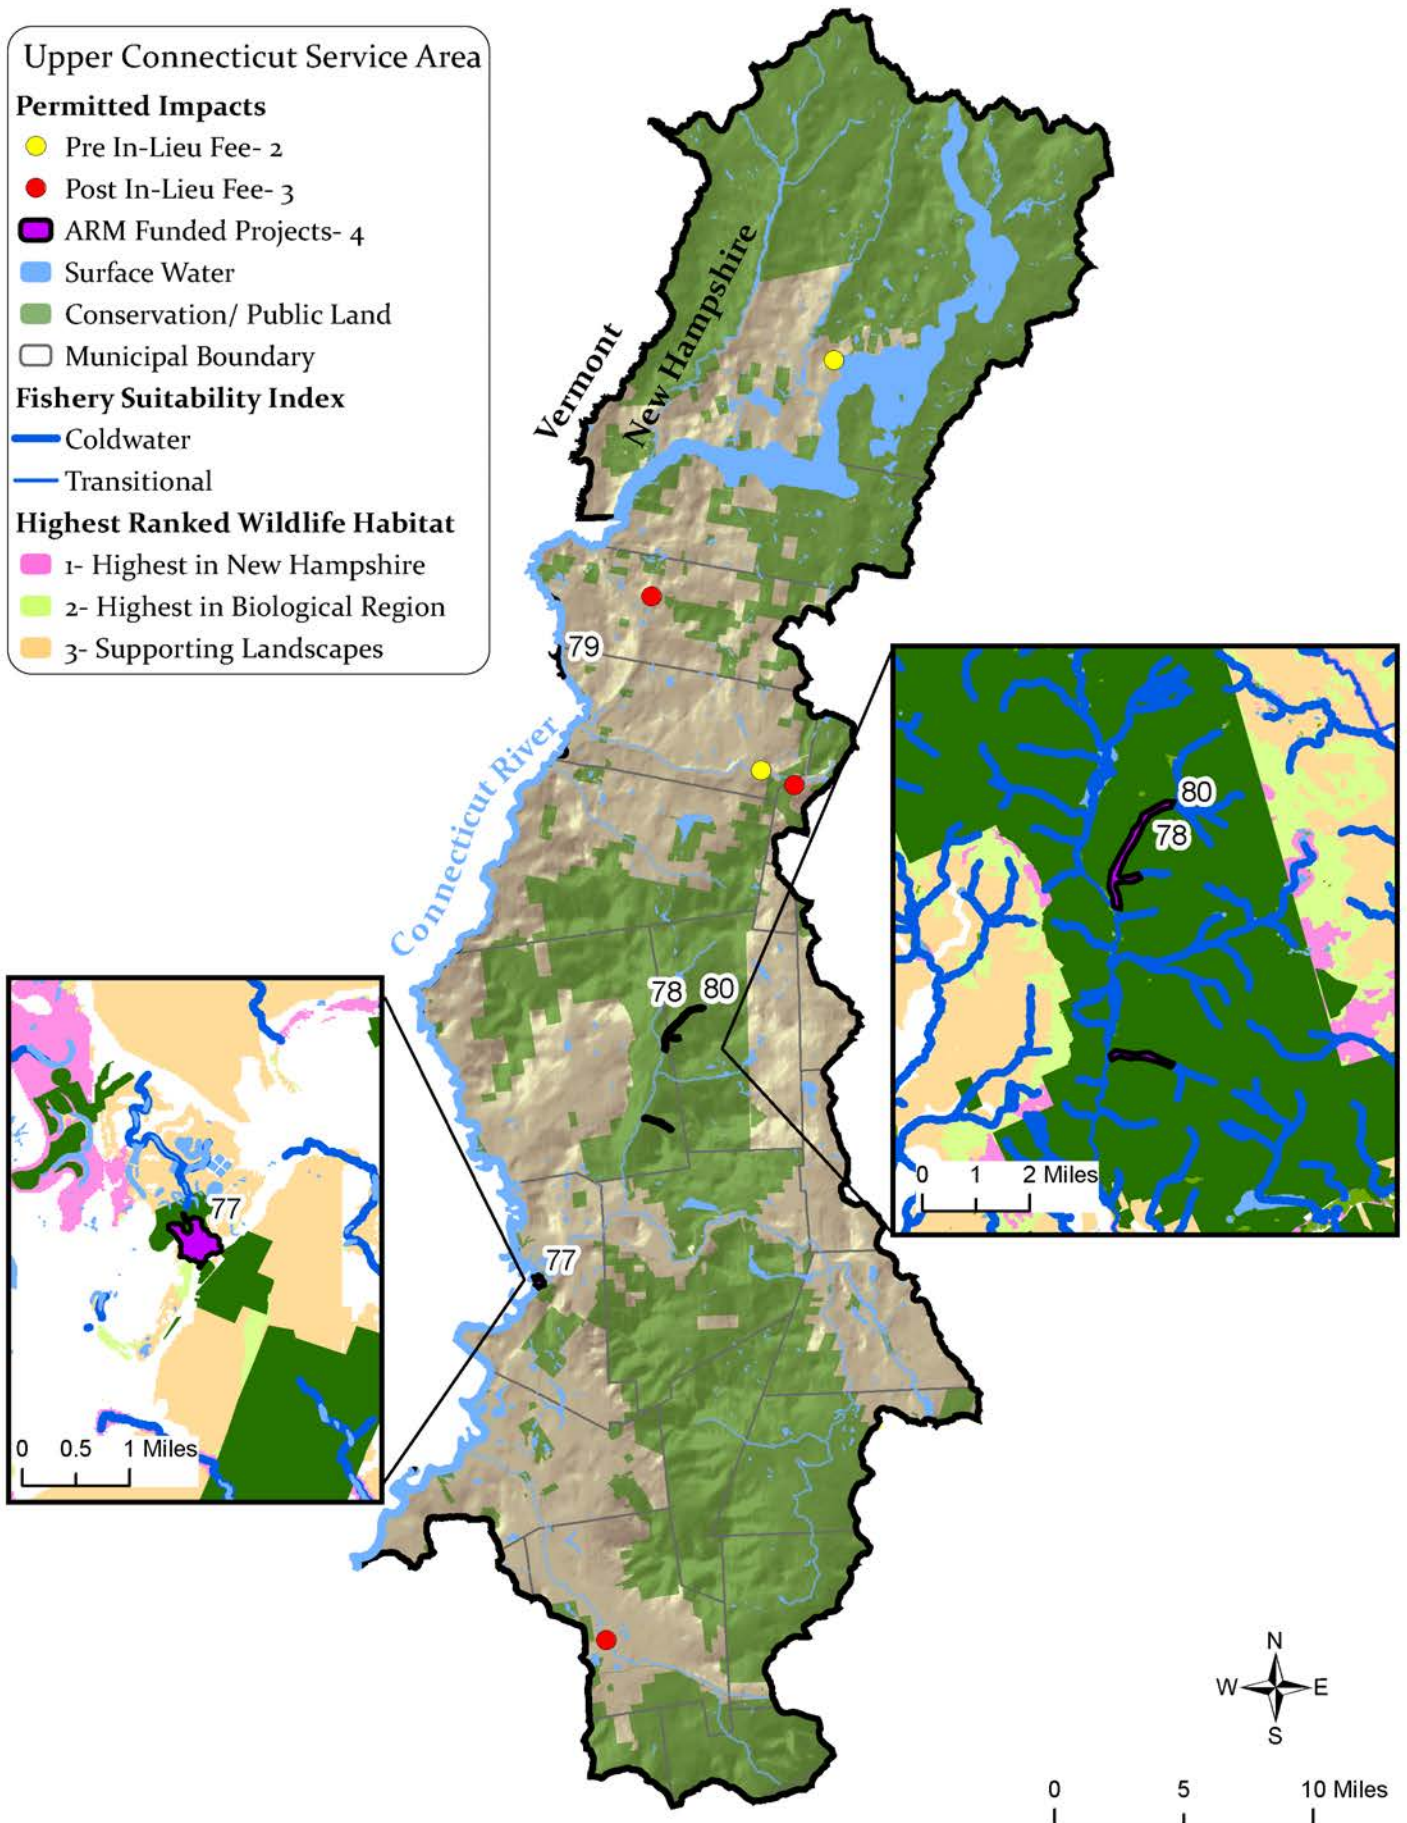 Upper Connecticut Service Area
Permitted Impacts
Pre In-Lieu Fee- 2
Post In-Lieu Fee- 3
ARM Funded Projects- 4
Surface Water
Conservation/ Public Land
Municipal Boundary
Fishery Suitability Index
Coldwater
Transitional
Highest Ranked Wildlife Habitat
1- Highest in New Hampshire
2- Highest in Biological Region
3- Supporting Landscapes
Vermont
New Hampshire
79
Connecticut River
80
78
78 80
0 1 2 Miles
77
77
0 0.5 1 Miles
N
W E
S
0 5 10 Miles